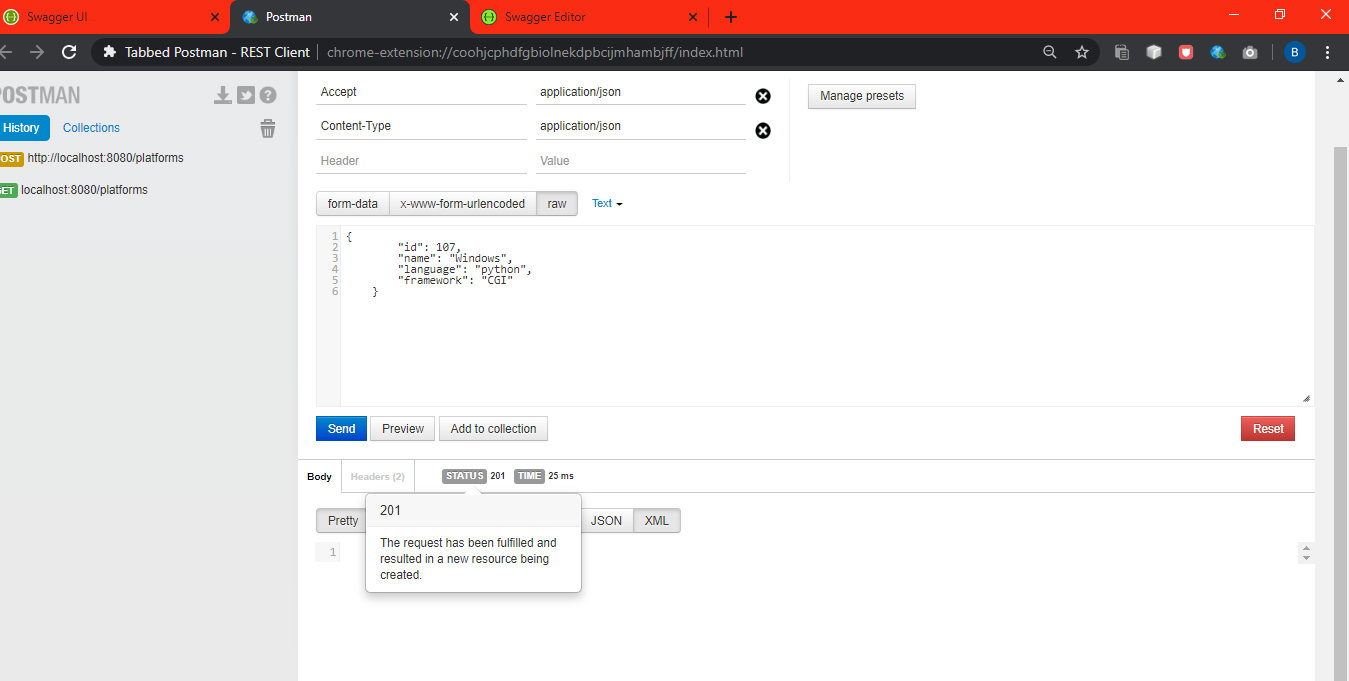 Swagger UI
Postman
Swagger Editor
Tabbed Postman - REST Client
chrome-extension://coohjcphdfgbiolnekdpbcijmhambjff/index.html
B
OSTMAN
History
Collections
OST http://localhost:8080/platforms
ET localhost:8080/platforms
Accept application/json
Manage presets
Content-Type application/json
Header Value
form-data x-www-form-urlencoded raw Text
1 {
2 "id": 107,
3 "name": "Windows",
4 "language": "python",
5 "framework": "CGI"
6 }
Send Preview Add to collection Reset
Body Headers (2) STATUS 201 TIME 25 ms
Pretty JSON XML
1
201
The request has been fulfilled and
resulted in a new resource being
created.